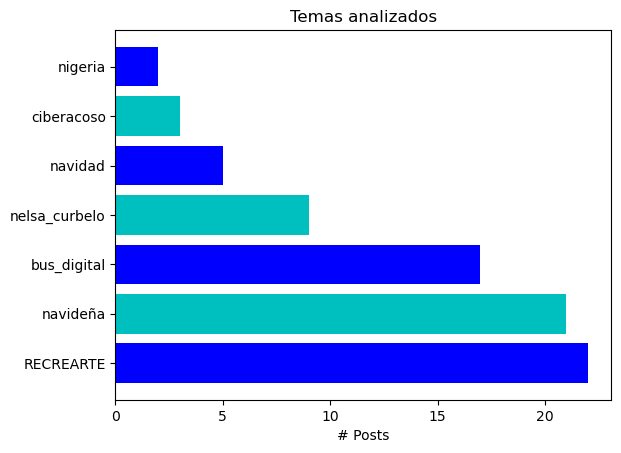 Temas analizados
nigeria
ciberacoso
navidad
nelsa_curbelo
bus_digital
navideña
RECREARTE
0 5 10 15 20
# Posts